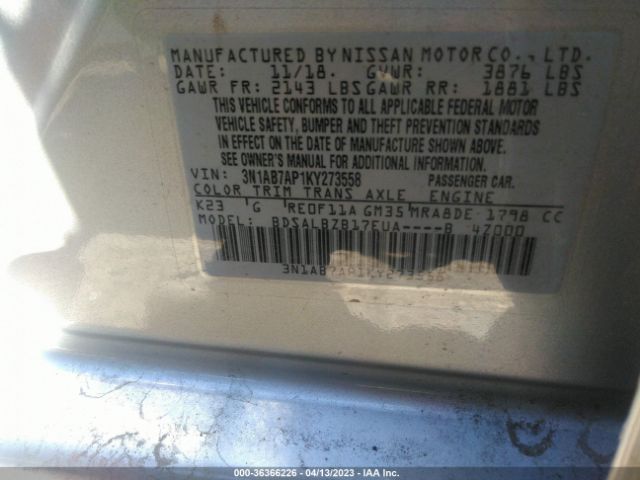 MANUFACTURED BY NISSAN MOTOR CO., LTD.
DATE: 11/18. GVWR: 3876 LBS
GAWR FR: 2143 LBS GAWR RR: 1881 LBS
THIS VEHICLE CONFORMS TO ALL APPLICABLE FEDERAL MOTOR
VEHICLE SAFETY, BUMPER AND THEFT PREVENTION STANDARDS
IN EFFECT ON THE DATE OF MANUFACTURE SHOWN ABOVE.
SEE OWNER'S MANUAL FOR ADDITIONAL INFORMATION.
VIN: 3N1AB7AP1KY273558 PASSENGER CAR.
COLOR TRIM TRANS AXLE ENGINE
K23 G RE0F11A GM35 MRA8DE-1798 CC
MODEL: BDSALBZB17EUA----B 4Z000
3N1AB7AP1KY273558
000-36366226 - 04/13/2023 - IAA Inc.